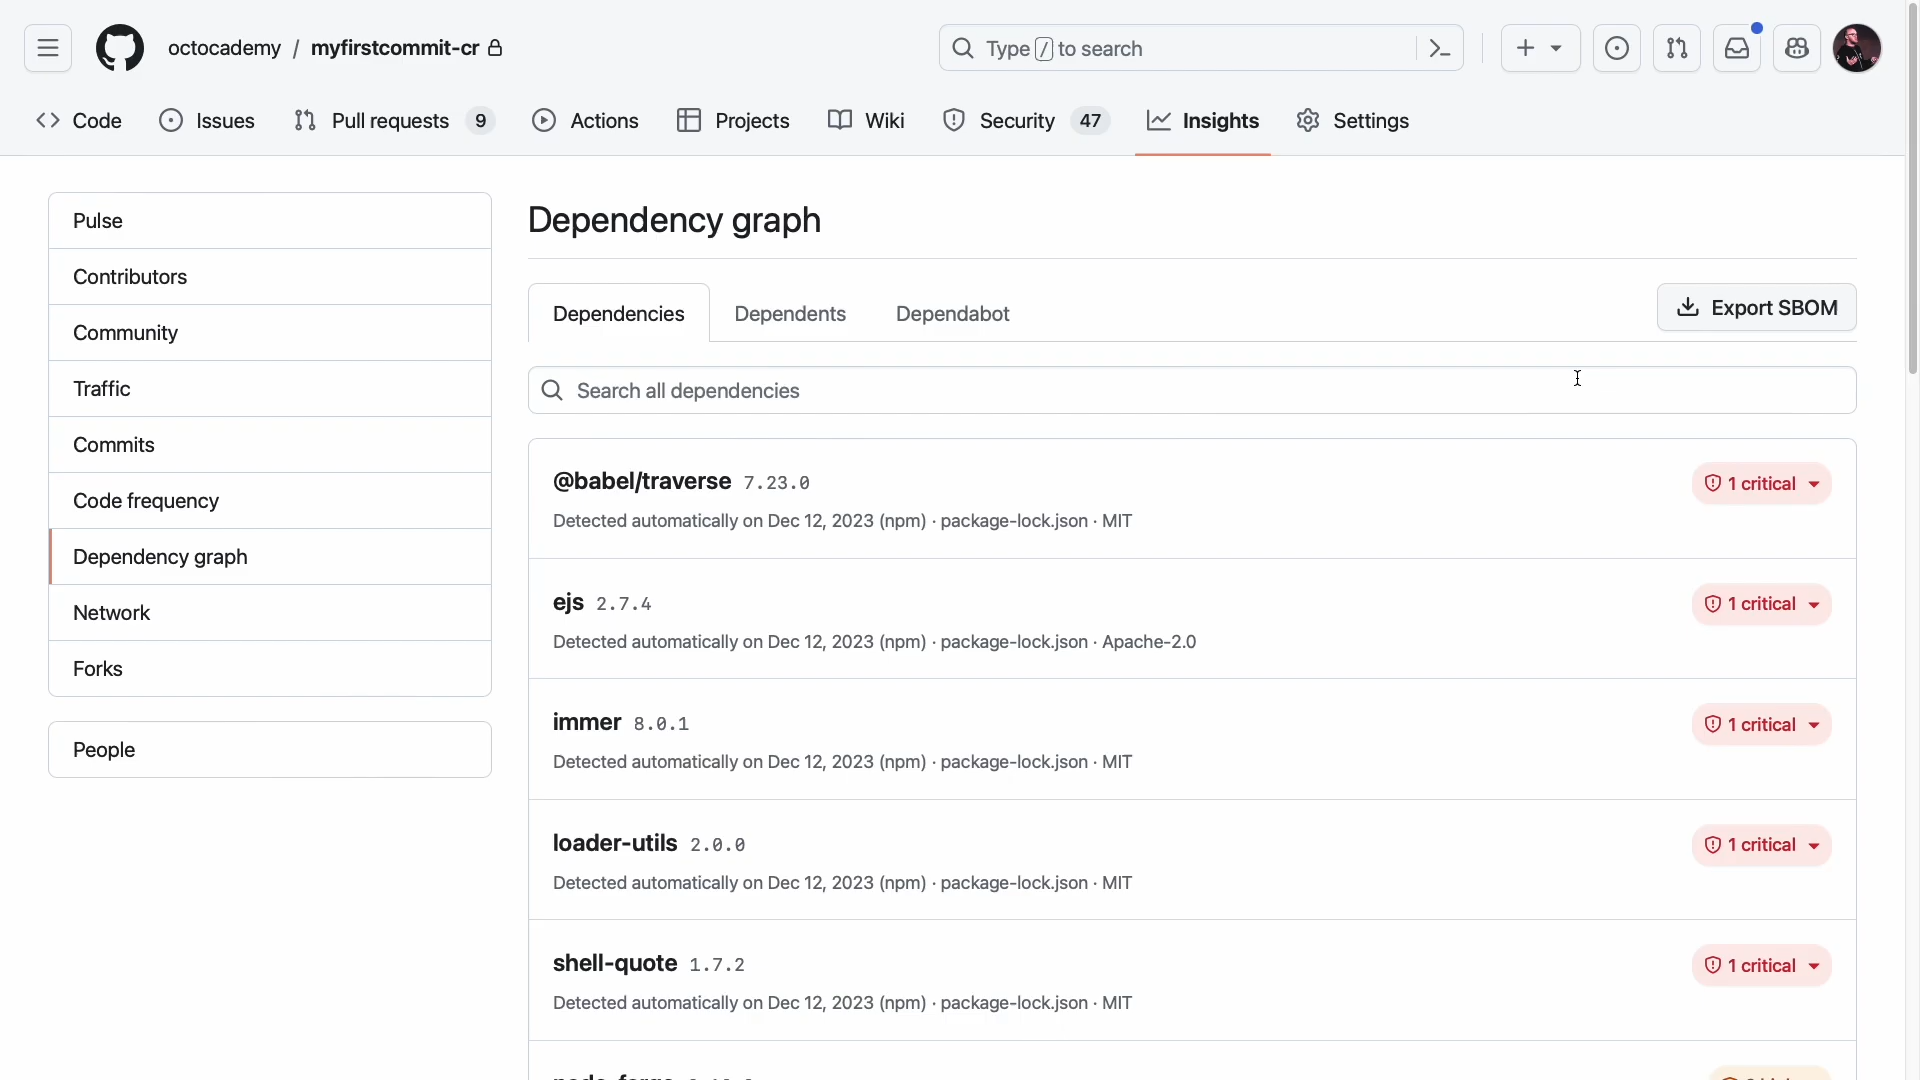 octocademy / myfirstcommit-cr
Type / to search
Code
Issues
Pull requests 9
Actions
Projects
Wiki
Security 47
Insights
Settings
Pulse
Contributors
Community
Traffic
Commits
Code frequency
Dependency graph
Network
Forks
People
Dependency graph
Dependencies
Dependents
Dependabot
Export SBOM
Search all dependencies
@babel/traverse 7.23.0
1 critical
Detected automatically on Dec 12, 2023 (npm) · package-lock.json · MIT
ejs 2.7.4
1 critical
Detected automatically on Dec 12, 2023 (npm) · package-lock.json · Apache-2.0
immer 8.0.1
1 critical
Detected automatically on Dec 12, 2023 (npm) · package-lock.json · MIT
loader-utils 2.0.0
1 critical
Detected automatically on Dec 12, 2023 (npm) · package-lock.json · MIT
shell-quote 1.7.2
1 critical
Detected automatically on Dec 12, 2023 (npm) · package-lock.json · MIT